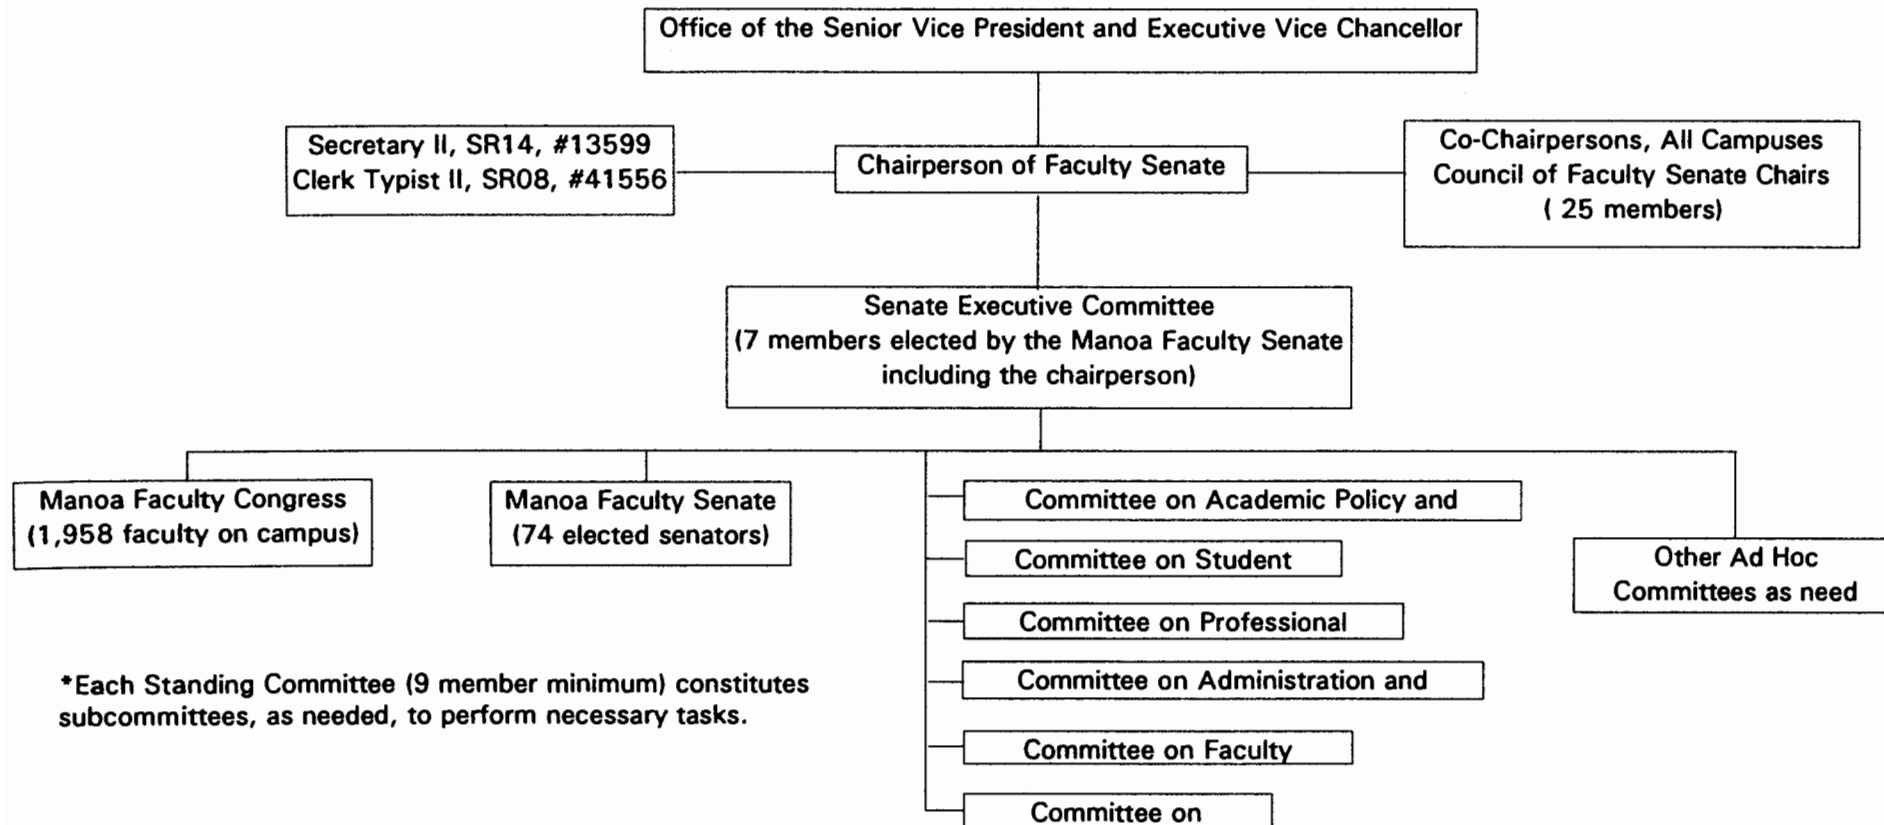 Office of the Senior Vice President and Executive Vice Chancellor
Secretary II, SR14, #13599
Clerk Typist II, SR08, #41556
Chairperson of Faculty Senate
Co-Chairpersons, All Campuses
Council of Faculty Senate Chairs
( 25 members)
Senate Executive Committee
(7 members elected by the Manoa Faculty Senate
including the chairperson)
Manoa Faculty Congress
(1,958 faculty on campus)
Manoa Faculty Senate
(74 elected senators)
Committee on Academic Policy and
Committee on Student
Committee on Professional
Committee on Administration and
Committee on Faculty
Committee on
Other Ad Hoc
Committees as need
*Each Standing Committee (9 member minimum) constitutes
subcommittees, as needed, to perform necessary tasks.